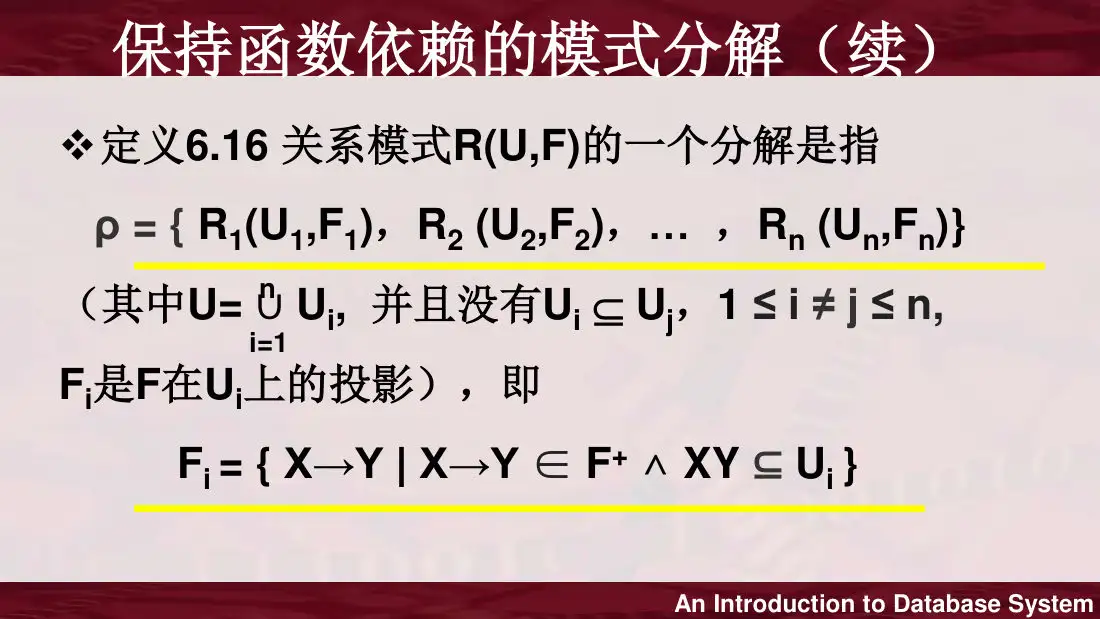 保持函数依赖的模式分解（续）
❖定义6.16 关系模式R(U,F)的一个分解是指
ρ = { R₁(U₁,F₁)，R₂ (U₂,F₂)，… ，Rₙ (Uₙ,Fₙ)}
n
（其中U= ∪ Uᵢ, 并且没有Uᵢ ⊆ Uⱼ，1 ≤ i ≠ j ≤ n,
i=1
Fᵢ是F在Uᵢ上的投影），即
Fᵢ = { X→Y | X→Y ∈ F⁺ ∧ XY ⊆ Uᵢ }
An Introduction to Database System